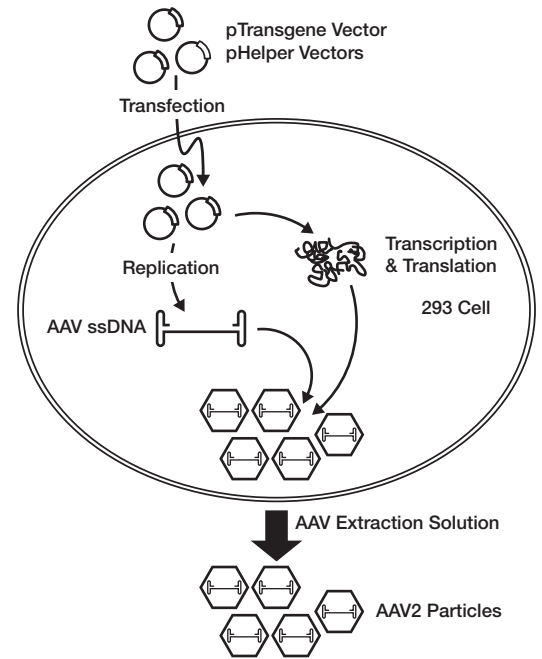 pTransgene Vector
pHelper Vectors
Transfection
Transcription
& Translation
Replication
293 Cell
AAV ssDNA
AAV Extraction Solution
AAV2 Particles